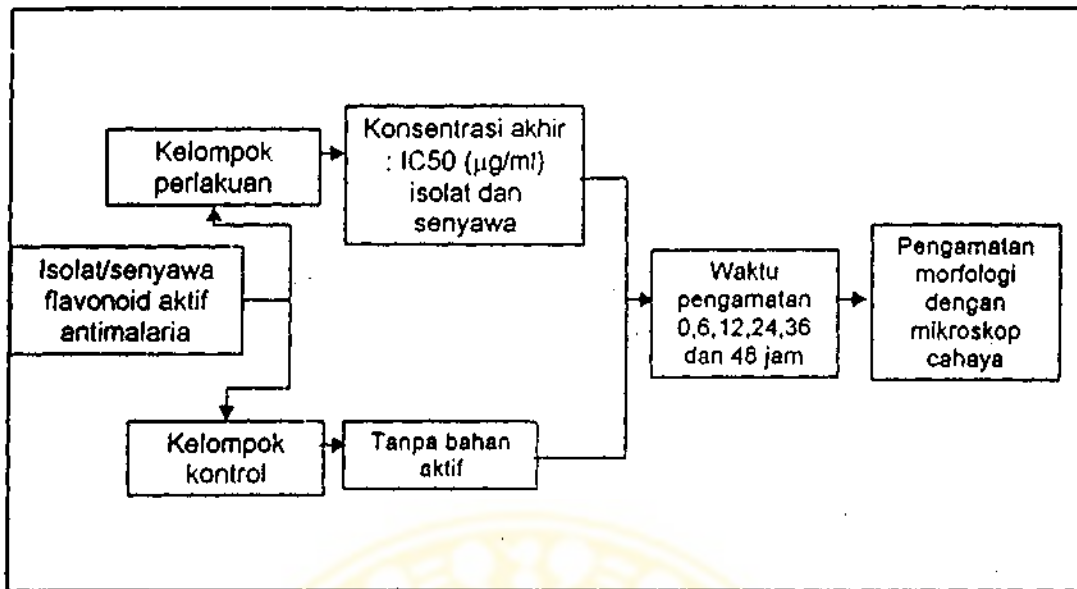 Kelompok
perlakuan
Konsentrasi akhir
: IC50 (µg/ml)
isolat dan
senyawa
Isolat/senyawa
flavonoid aktif
antimalaria
Kelompok
kontrol
Tanpa bahan
aktif
Waktu
pengamatan
0,6,12,24,36
dan 48 jam
Pengamatan
morfologi
dengan
mikroskop
cahaya